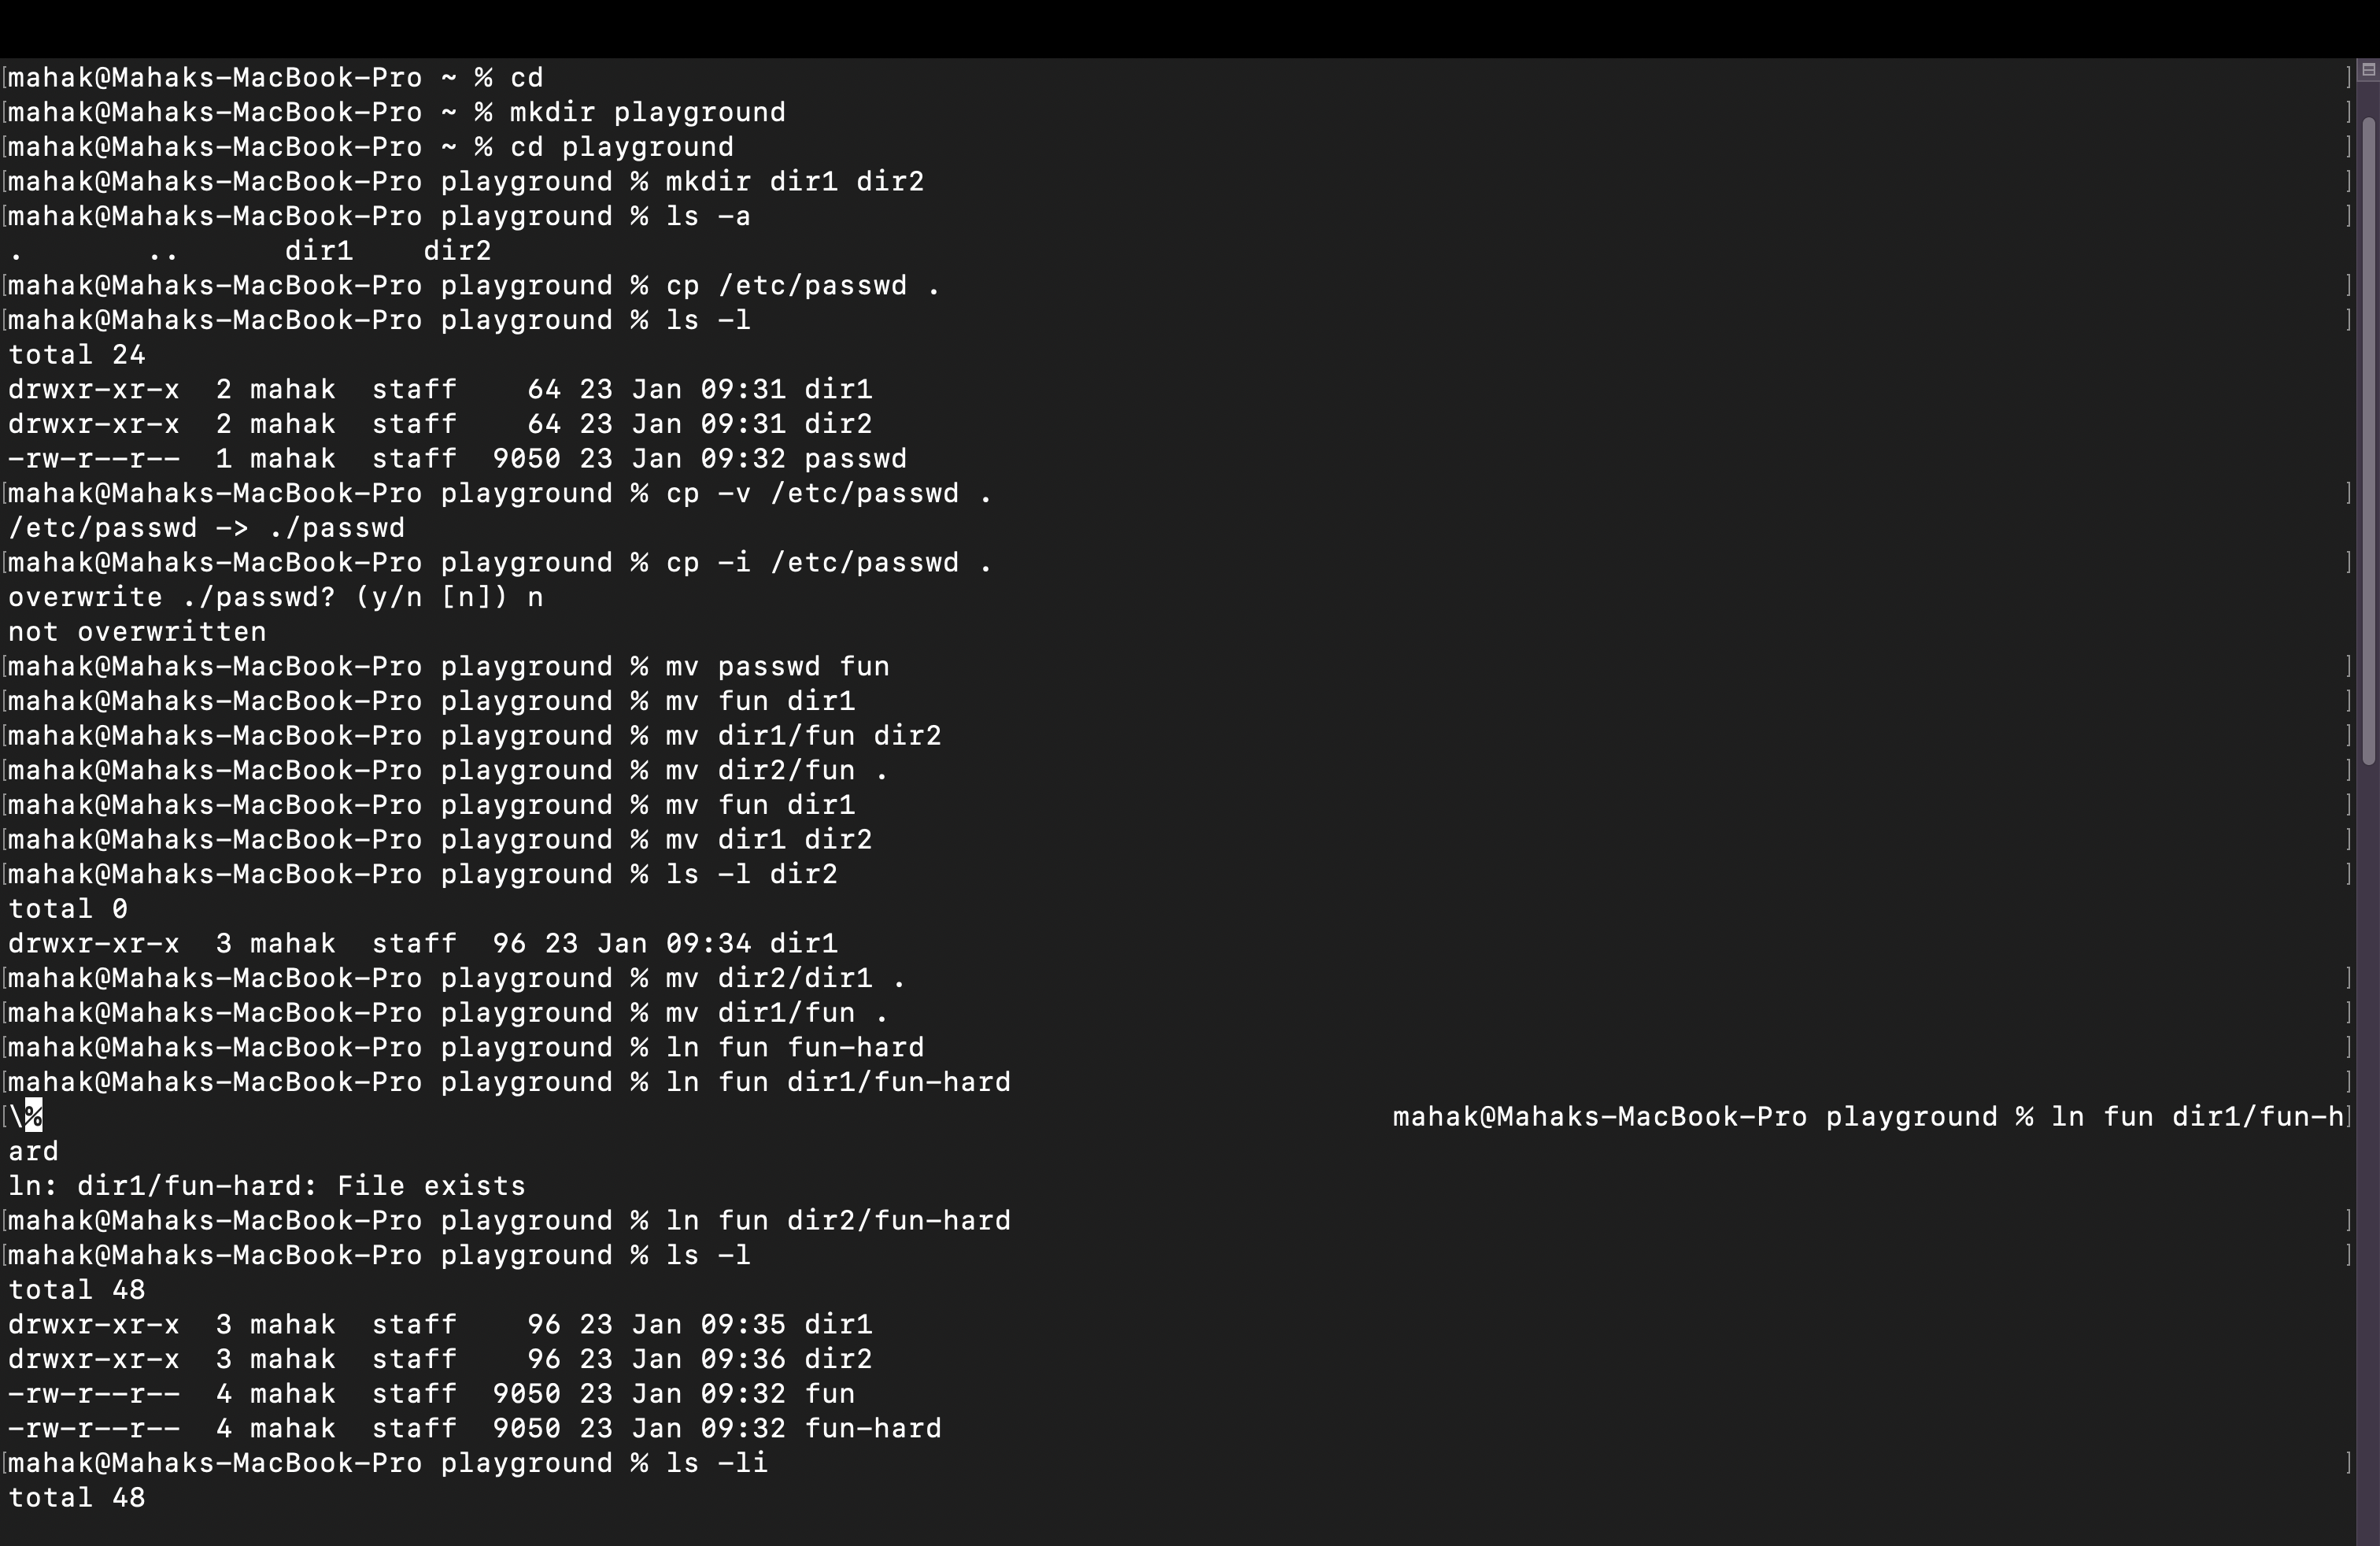 mahak@Mahaks-MacBook-Pro ~ % cd
mahak@Mahaks-MacBook-Pro ~ % mkdir playground
mahak@Mahaks-MacBook-Pro ~ % cd playground
mahak@Mahaks-MacBook-Pro playground % mkdir dir1 dir2
mahak@Mahaks-MacBook-Pro playground % ls -a
.       ..      dir1    dir2
mahak@Mahaks-MacBook-Pro playground % cp /etc/passwd .
mahak@Mahaks-MacBook-Pro playground % ls -l
total 24
drwxr-xr-x  2 mahak  staff    64 23 Jan 09:31 dir1
drwxr-xr-x  2 mahak  staff    64 23 Jan 09:31 dir2
-rw-r--r--  1 mahak  staff  9050 23 Jan 09:32 passwd
mahak@Mahaks-MacBook-Pro playground % cp -v /etc/passwd .
/etc/passwd -> ./passwd
mahak@Mahaks-MacBook-Pro playground % cp -i /etc/passwd .
overwrite ./passwd? (y/n [n]) n
not overwritten
mahak@Mahaks-MacBook-Pro playground % mv passwd fun
mahak@Mahaks-MacBook-Pro playground % mv fun dir1
mahak@Mahaks-MacBook-Pro playground % mv dir1/fun dir2
mahak@Mahaks-MacBook-Pro playground % mv dir2/fun .
mahak@Mahaks-MacBook-Pro playground % mv fun dir1
mahak@Mahaks-MacBook-Pro playground % mv dir1 dir2
mahak@Mahaks-MacBook-Pro playground % ls -l dir2
total 0
drwxr-xr-x  3 mahak  staff  96 23 Jan 09:34 dir1
mahak@Mahaks-MacBook-Pro playground % mv dir2/dir1 .
mahak@Mahaks-MacBook-Pro playground % mv dir1/fun .
mahak@Mahaks-MacBook-Pro playground % ln fun fun-hard
mahak@Mahaks-MacBook-Pro playground % ln fun dir1/fun-hard
\% mahak@Mahaks-MacBook-Pro playground % ln fun dir1/fun-h
ard
ln: dir1/fun-hard: File exists
mahak@Mahaks-MacBook-Pro playground % ln fun dir2/fun-hard
mahak@Mahaks-MacBook-Pro playground % ls -l
total 48
drwxr-xr-x  3 mahak  staff    96 23 Jan 09:35 dir1
drwxr-xr-x  3 mahak  staff    96 23 Jan 09:36 dir2
-rw-r--r--  4 mahak  staff  9050 23 Jan 09:32 fun
-rw-r--r--  4 mahak  staff  9050 23 Jan 09:32 fun-hard
mahak@Mahaks-MacBook-Pro playground % ls -li
total 48